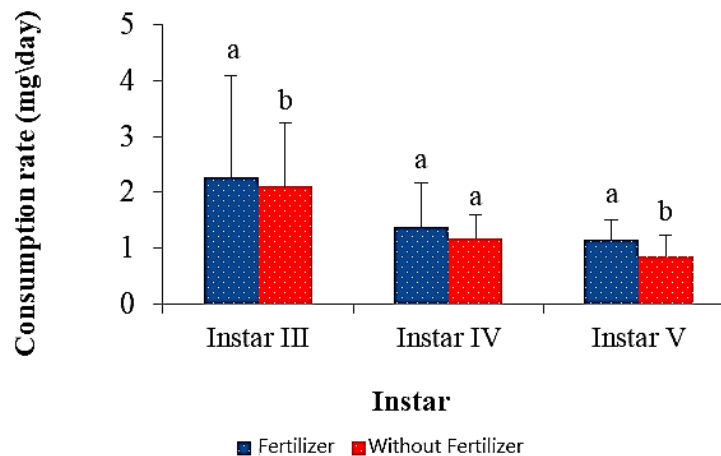 Consumption rate (mg\day)
5
4
3
2
1
0
a
b
a
a
a
b
Instar III
Instar IV
Instar V
Instar
Fertilizer
Without Fertilizer